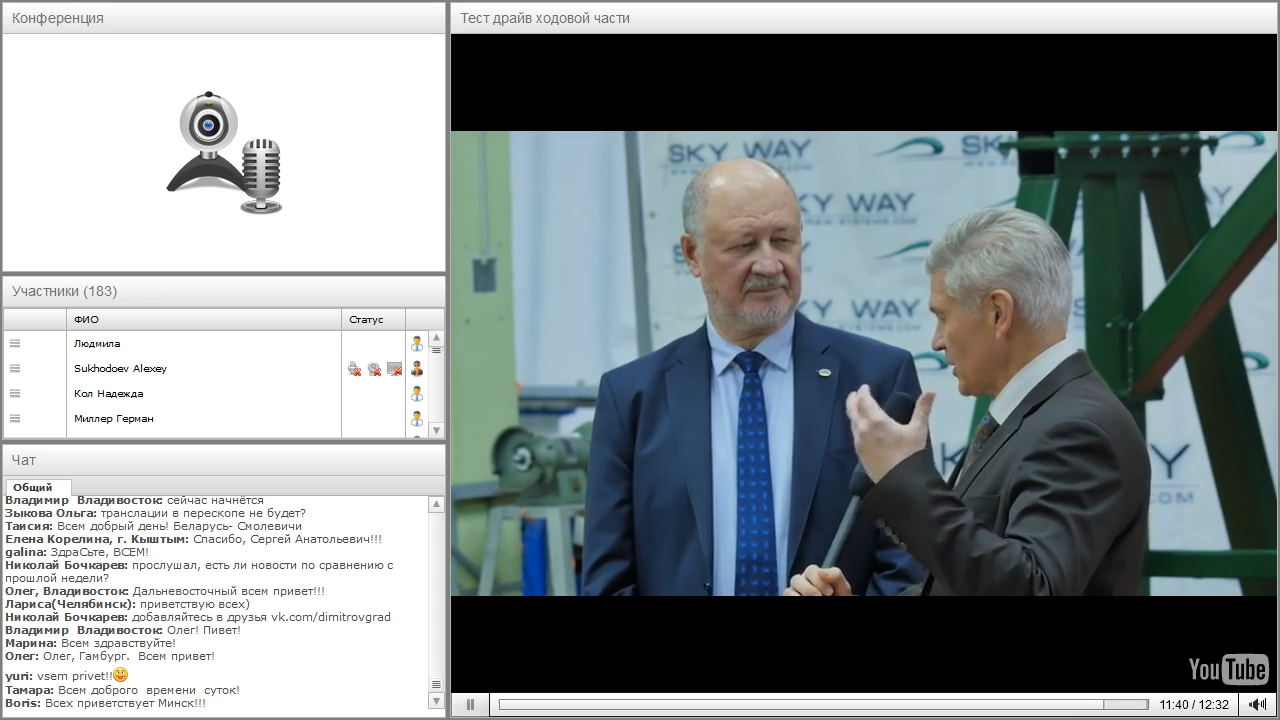 Конференция
Тест драйв ходовой части
SKY WAY
SK
KY WAY
SKY WAY
Y
Участники (183)
ФИО
Статус
Людмила
Sukhodoev Alexey
Кол Надежда
Миллер Герман
Чат
Общий
Владимир Владивосток: сейчас начнётся
Зыкова Ольга: транслации в перескопе не будет?
Таисия: Всем добрый день! Беларусь- Смолевичи
Елена Корелина, г. Кыштым: Спасибо, Сергей Анатольевич!!!
galina: ЗдраСьте, ВСЕМ!
Николай Бочкарев: прослушал, есть ли новости по сравнению с
прошлой недели?
Олег, Владивосток: Дальневосточный всем привет!!!
Лариса(Челябинск): приветствую всех)
Николай Бочкарев: добавляйтесь в друзья vk.com/dimitrovgrad
Владимир Владивосток: Олег! Пивет!
Марина: Всем здравствуйте!
Олег: Олег, Гамбург. Всем привет!
yuri: vsem privet!!
Тамара: Всем доброго времени суток!
Boris: Всех приветствует Минск!!!
YouTube
11:40 / 12:32